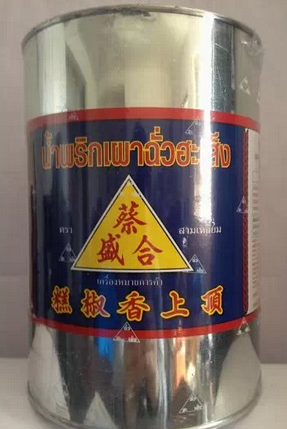 น้ำพริกเผาฉั่วฮะเส็ง
ตรา
蔡
สามเหลี่ยม
盛合
เครื่องหมายการค้า
糕椒香上頂